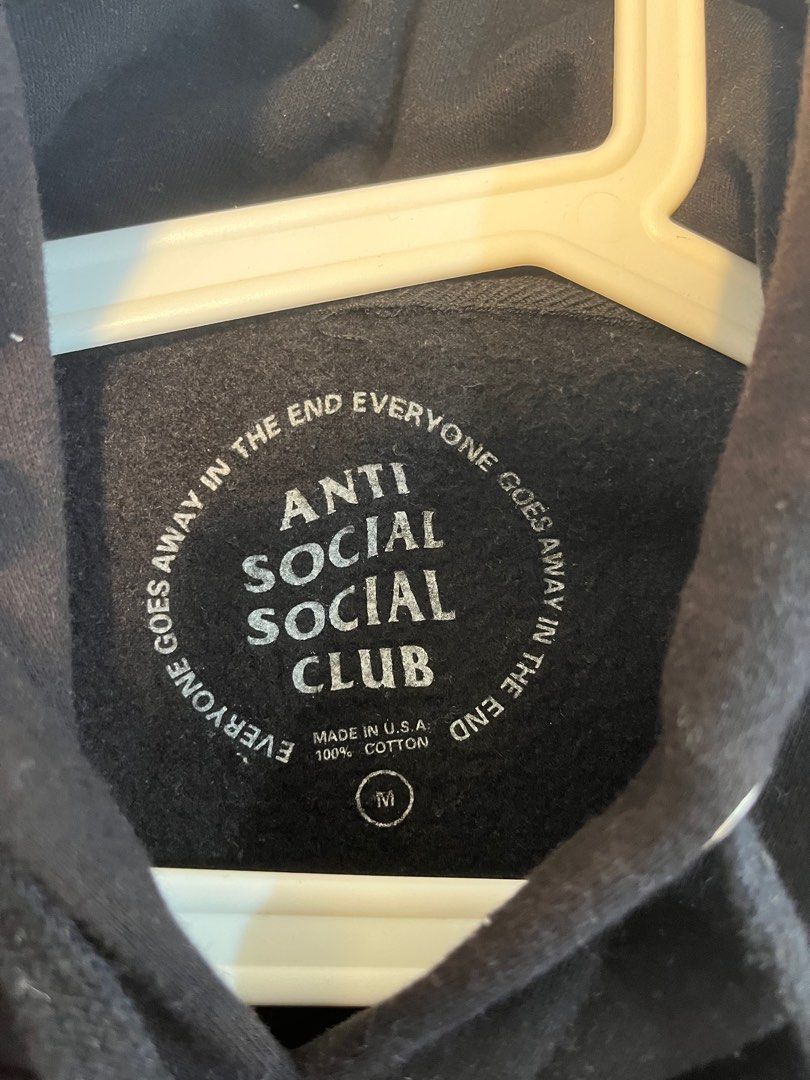 EVERYONE GOES AWAY IN THE END EVERYONE GOES AWAY IN THE END
ANTI
SOCIAL
SOCIAL
CLUB
MADE IN U.S.A.
100% COTTON
M